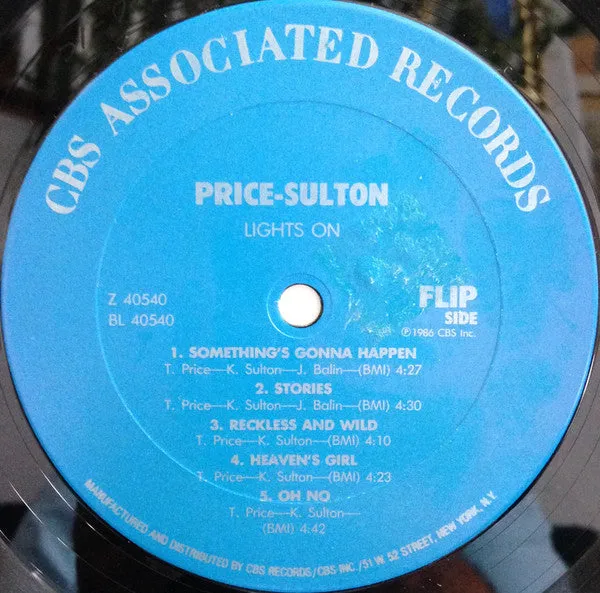 CBS ASSOCIATED RECORDS
PRICE-SULTON
LIGHTS ON
Z 40540
BL 40540
FLIP
SIDE
℗1986 CBS Inc.
1. SOMETHING'S GONNA HAPPEN
T. Price—K. Sulton—J. Balin—(BMI) 4:27
2. STORIES
T. Price—K. Sulton—J. Balin—(BMI) 4:30
3. RECKLESS AND WILD
T. Price—K. Sulton—(BMI) 4:10
4. HEAVEN'S GIRL
T. Price—K. Sulton—(BMI) 4:23
5. OH NO
T. Price—K. Sulton—
(BMI) 4:42
MANUFACTURED AND DISTRIBUTED BY CBS RECORDS/CBS INC./51 W. 52 STREET, NEW YORK, N.Y.